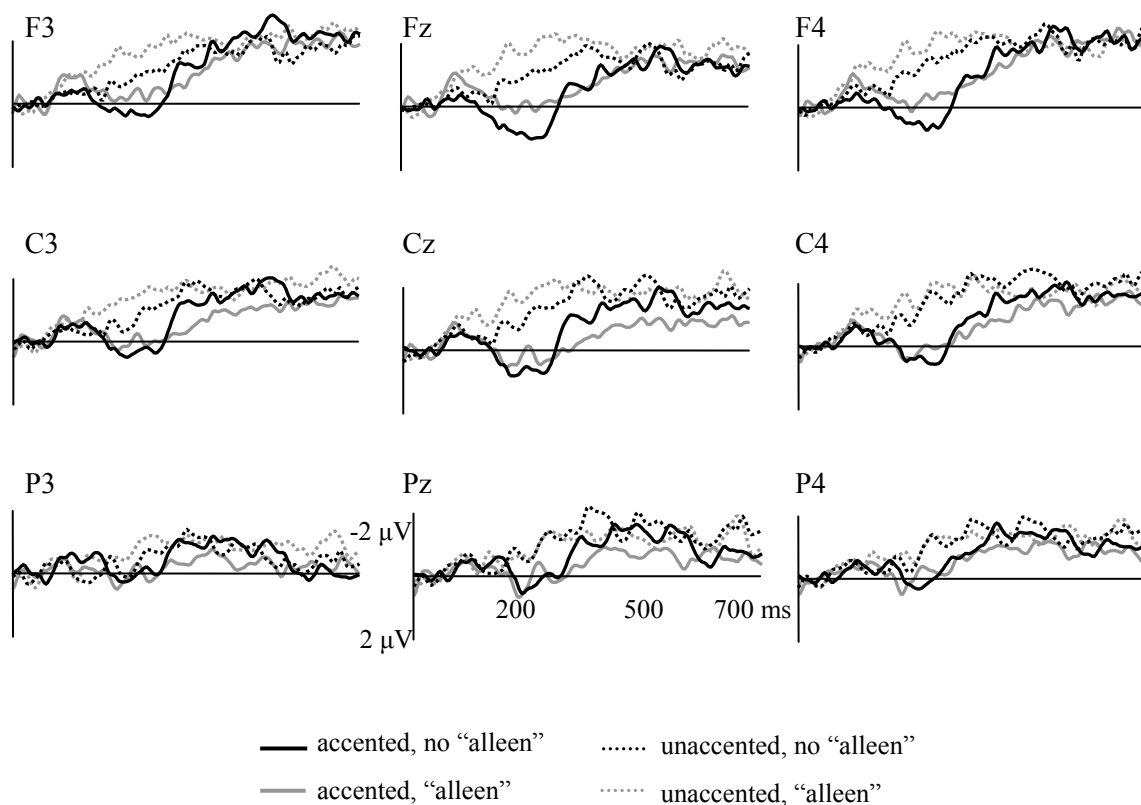 F3 Fz F4
C3 Cz C4
P3 Pz P4
-2 μV
200 500 700 ms
2 μV
accented, no “alleen” unaccented, no “alleen”
accented, “alleen” unaccented, “alleen”